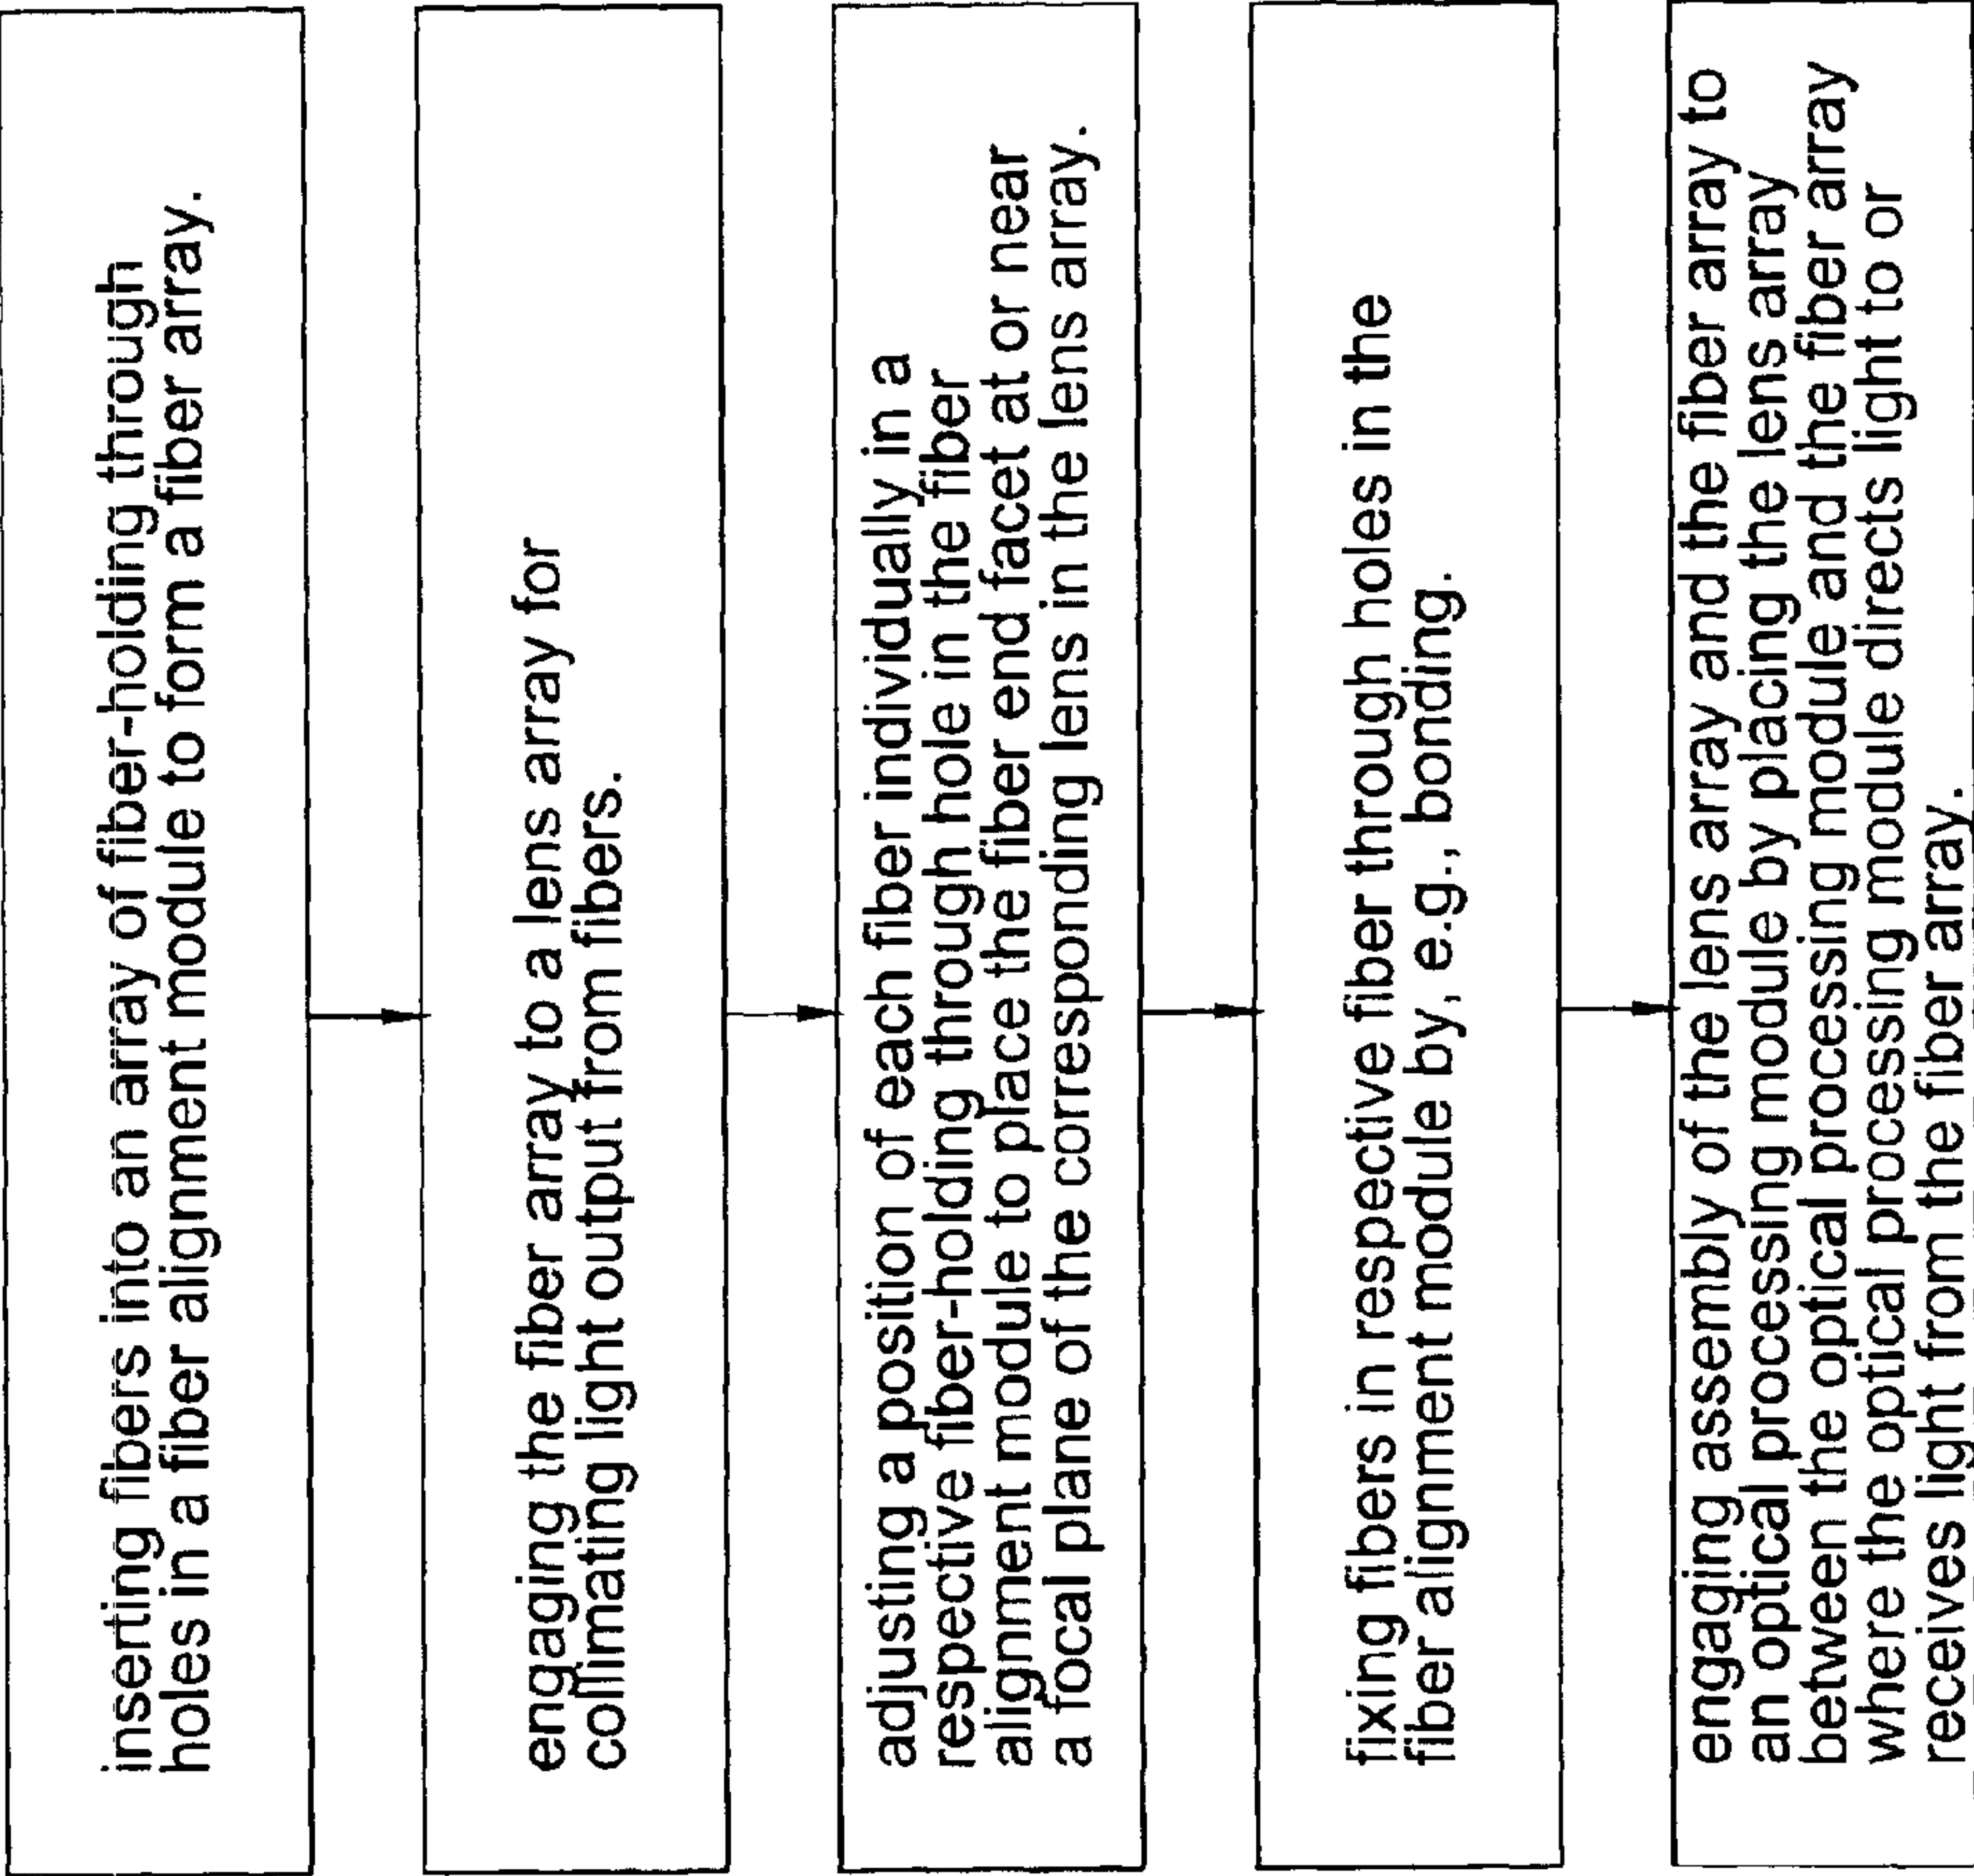 inserting fibers into an array of fiber-holding through
holes in a fiber alignment module to form a fiber array.
engaging the fiber array to a lens array for
collimating light output from fibers.
adjusting a position of each fiber individually in a
respective fiber-holding through hole in the fiber
alignment module to place the fiber end facet at or near
a focal plane of the corresponding lens in the lens array.
fixing fibers in respective fiber through holes in the
fiber alignment module by, e.g., bonding.
engaging assembly of the lens array and the fiber array to
an optical processing module by placing the lens array
between the optical processing module and the fiber array
where the optical processing module directs light to or
receives light from the fiber array.